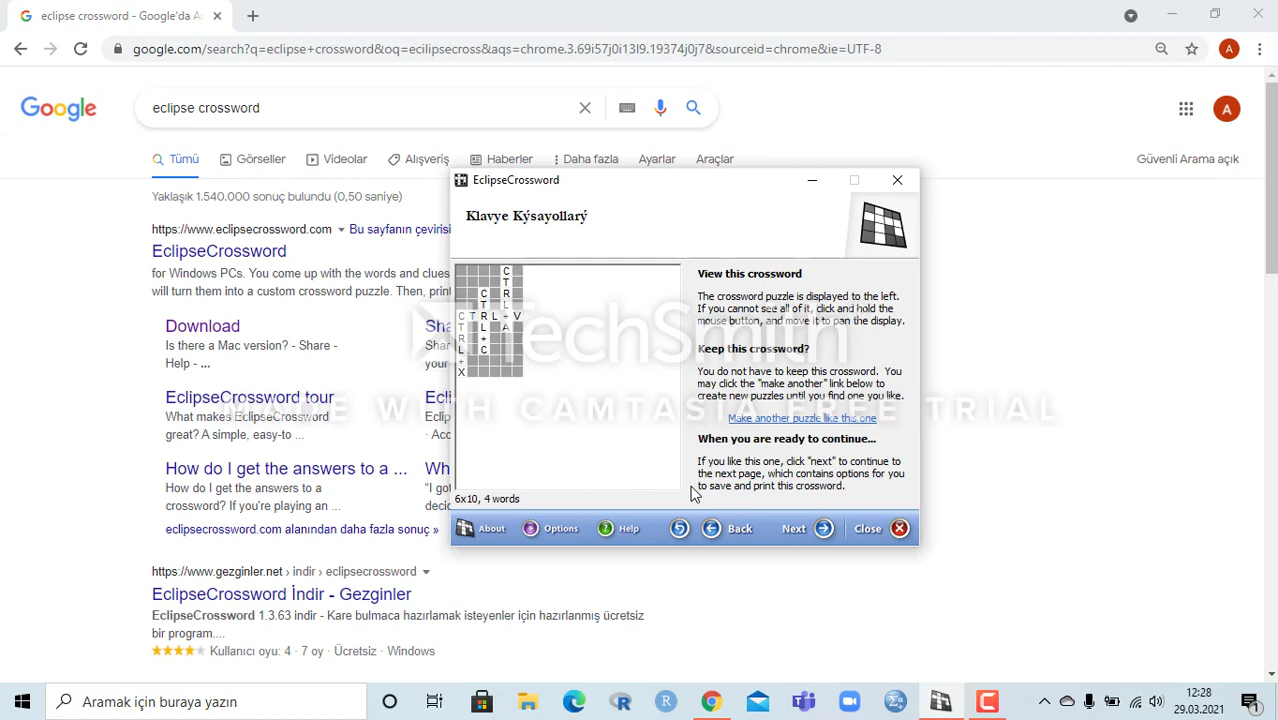 eclipse crossword - Google'da Ar
google.com/search?q=eclipse+crossword&oq=ecilipsecross&aqs=chrome.3.69i57j0i13l9.19374j0j7&sourceid=chrome&ie=UTF-8
A
Google
eclipse crossword
A
Tümü
Görseller
Videolar
Alışveriş
Haberler
Daha fazla
Ayarlar
Araçlar
Güvenli Arama açık
Yaklaşık 1.540.000 sonuç bulundu (0,50 saniye)
https://www.eclipsecrossword.com
Bu sayfanın çevirisi
EclipseCrossword
for Windows PCs. You come up with the words and clues
will turn them into a custom crossword puzzle. Then, print
Download
Is there a Mac version? - Share -
Help - ...
EclipseCrossword tour
What makes EclipseCrossword
great? A simple, easy-to ...
How do I get the answers to a ...
How do I get the answers to a
crossword? If you're playing an ...
eclipsecrossword.com alanından daha fazla sonuç »
https://www.gezginler.net › indir › eclipsecrossword
EclipseCrossword İndir - Gezginler
EclipseCrossword 1.3.63 indir - Kare bulmaca hazırlamak isteyenler için hazırlanmış ücretsiz
bir program....
Kullanıcı oyu: 4 · 7 oy · Ücretsiz · Windows
EclipseCrossword
Klavye Kýsayollarý
C
T
C R
T L
C T R L + V
T L A
R +
L C
+
X
6x10, 4 words
View this crossword
The crossword puzzle is displayed to the left.
If you cannot see all of it, click and hold the
mouse button, and move it to pan the display.
Keep this crossword?
You do not have to keep this crossword. You
may click the "make another" link below to
create new puzzles until you find one you like.
Make another puzzle like this one
When you are ready to continue...
If you like this one, click "next" to continue to
the next page, which contains options for you
to save and print this crossword.
About
Options
Help
Back
Next
Close
TechSmith
MADE WITH CAMTASIA FREE TRIAL
Aramak için buraya yazın
12:28
29.03.2021